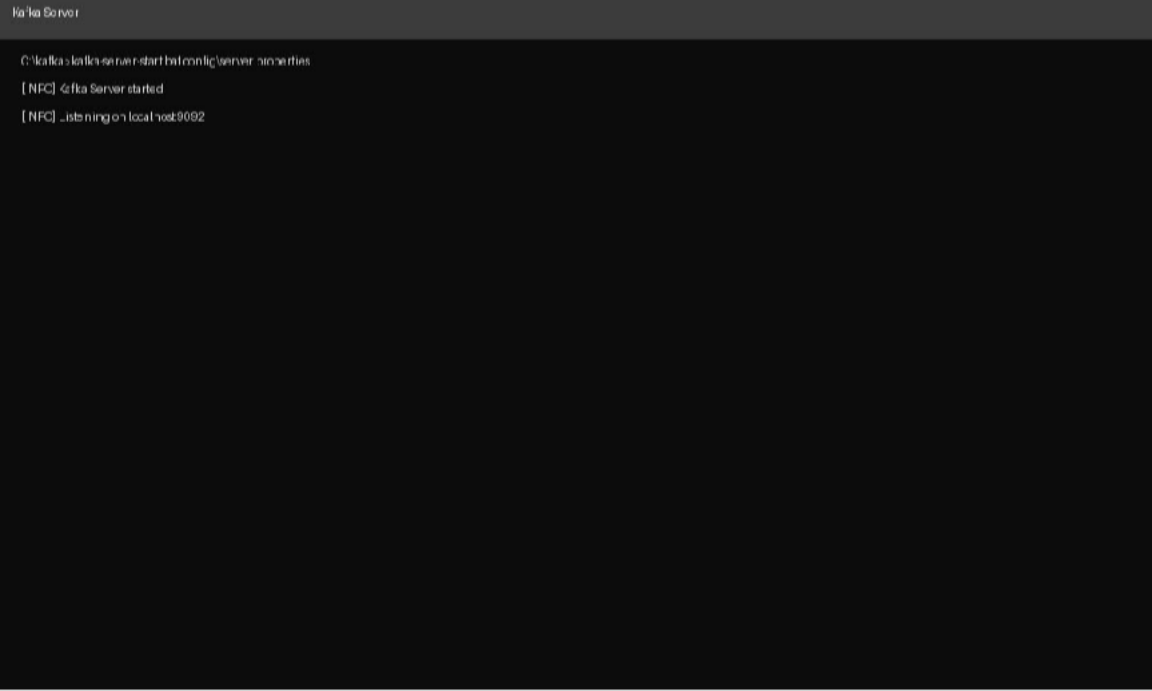 Kafka Server
C:\kafka>kafka-server-start.bat config\server.properties
[INFO] Kafka Server started
[INFO] Listening on localhost:9092